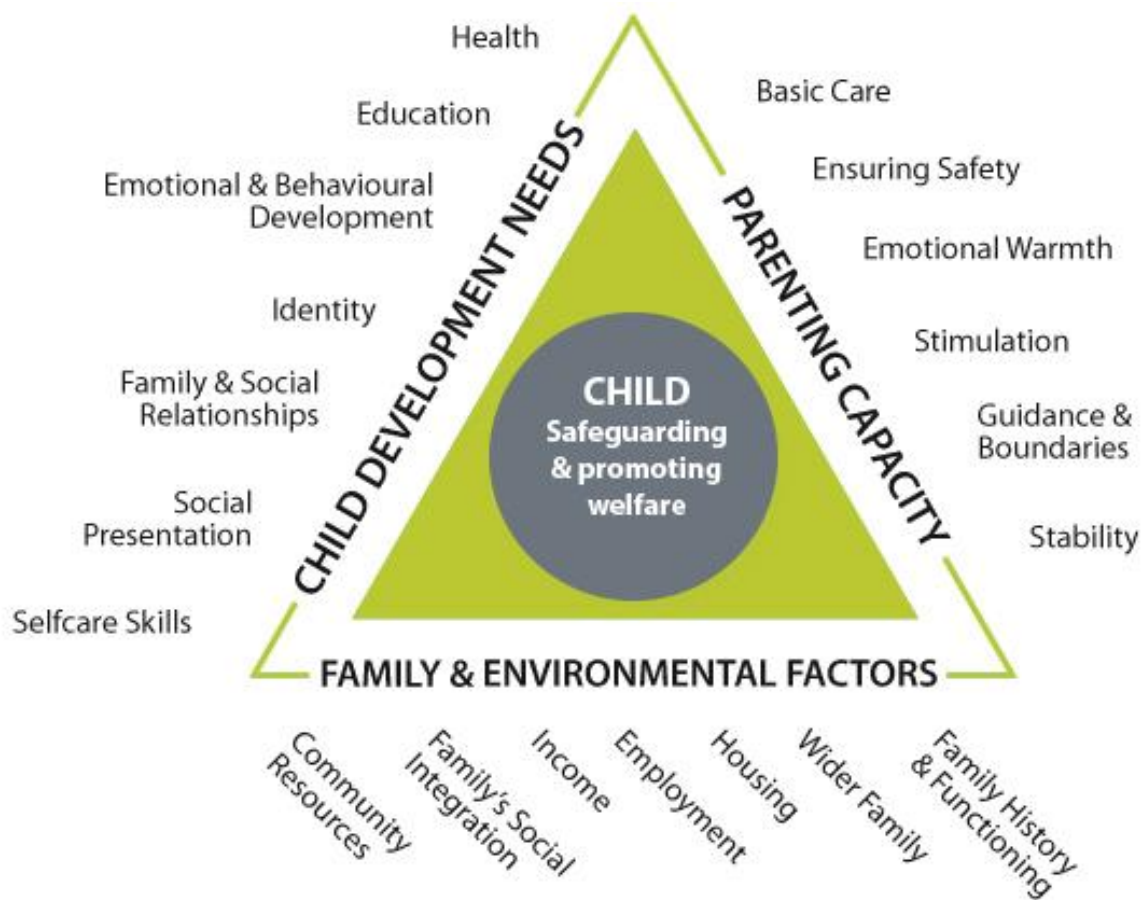 Health
Education
Emotional & Behavioural
Development
Identity
Family & Social
Relationships
Social
Presentation
Selfcare Skills
CHILD DEVELOPMENT NEEDS
Basic Care
Ensuring Safety
Emotional Warmth
Stimulation
Guidance &
Boundaries
Stability
PARENTING CAPACITY
CHILD
Safeguarding
& promoting
welfare
FAMILY & ENVIRONMENTAL FACTORS
Community
Resources
Family's Social
Integration
Income
Employment
Housing
Wider Family
Family History
& Functioning